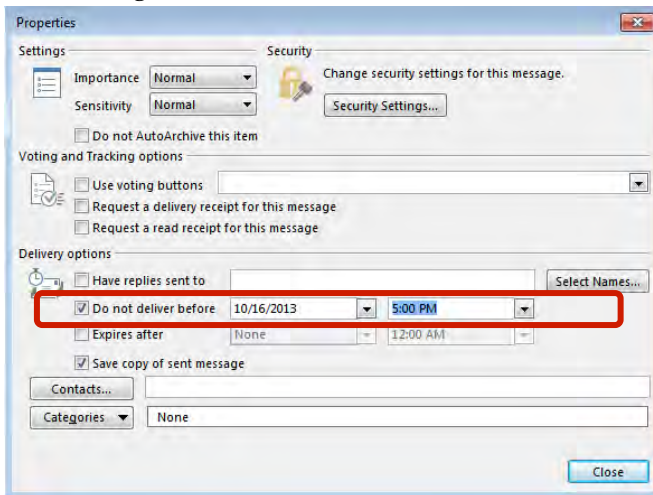 Properties
Settings Security
Importance Normal Change security settings for this message.
Sensitivity Normal Security Settings...
Do not AutoArchive this item
Voting and Tracking options
Use voting buttons
Request a delivery receipt for this message
Request a read receipt for this message
Delivery options
Have replies sent to Select Names...
Do not deliver before 10/16/2013 5:00 PM
Expires after None 12:00 AM
Save copy of sent message
Contacts...
Categories None
Close